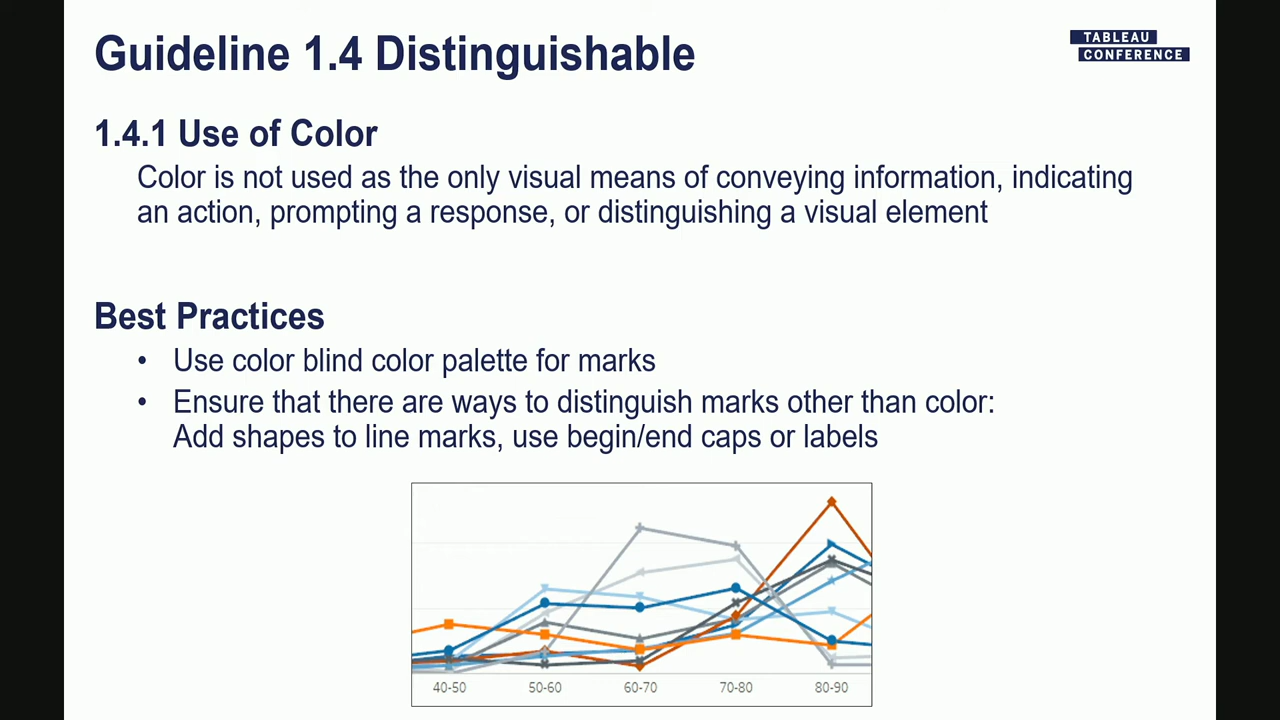 Guideline 1.4 Distinguishable
TABLEAU
CONFERENCE
1.4.1 Use of Color
Color is not used as the only visual means of conveying information, indicating
an action, prompting a response, or distinguishing a visual element
Best Practices
• Use color blind color palette for marks
• Ensure that there are ways to distinguish marks other than color:
Add shapes to line marks, use begin/end caps or labels
40-50 50-60 60-70 70-80 80-90